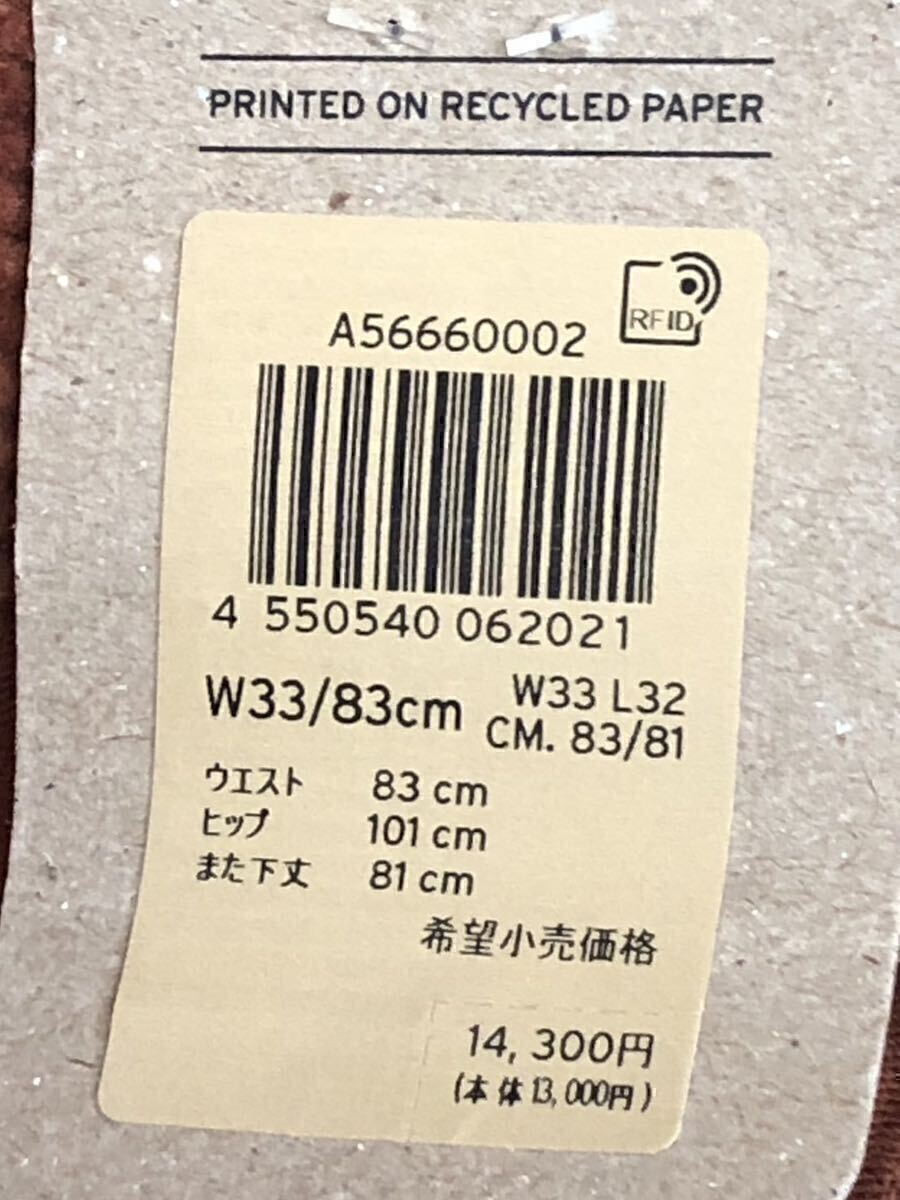 PRINTED ON RECYCLED PAPER
RFID
A56660002
4 550540 062021
W33/83cm
W33 L32
CM. 83/81
ウエスト 83 cm
ヒップ 101 cm
また下丈 81 cm
希望小売価格
14,300円
(本体13,000円)